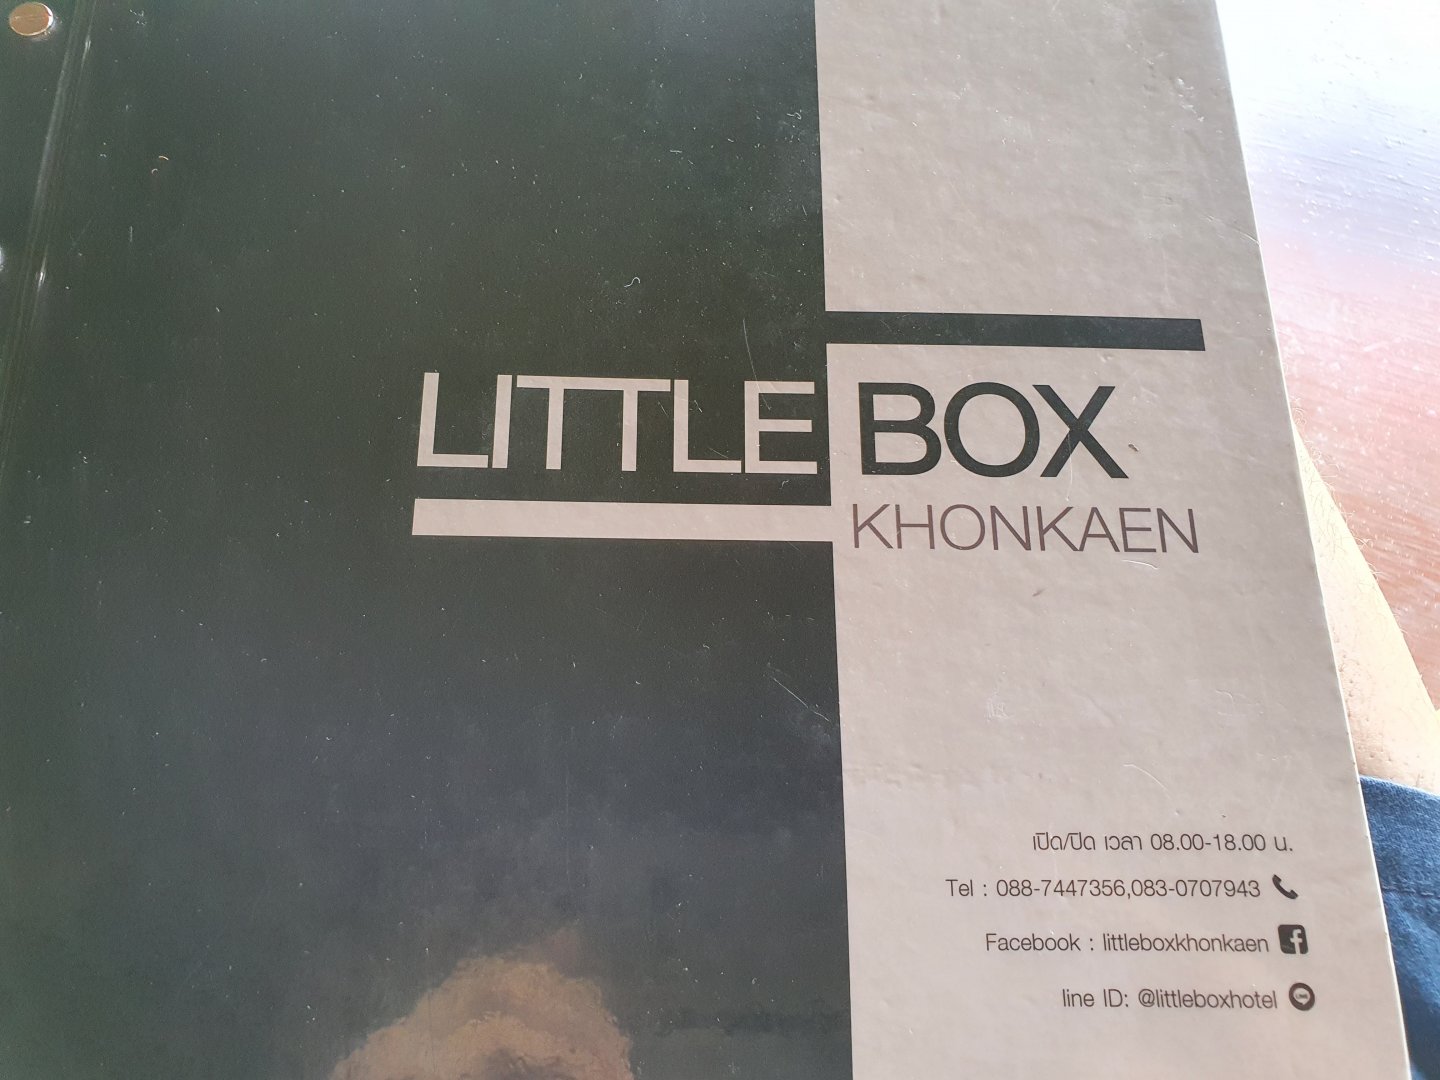 LITTLE BOX
KHONKAEN
เปิด/ปิด เวลา 08.00-18.00 น.
Tel : 088-7447356,083-0707943
Facebook : littleboxkhonkaen
line ID: @littleboxhotel